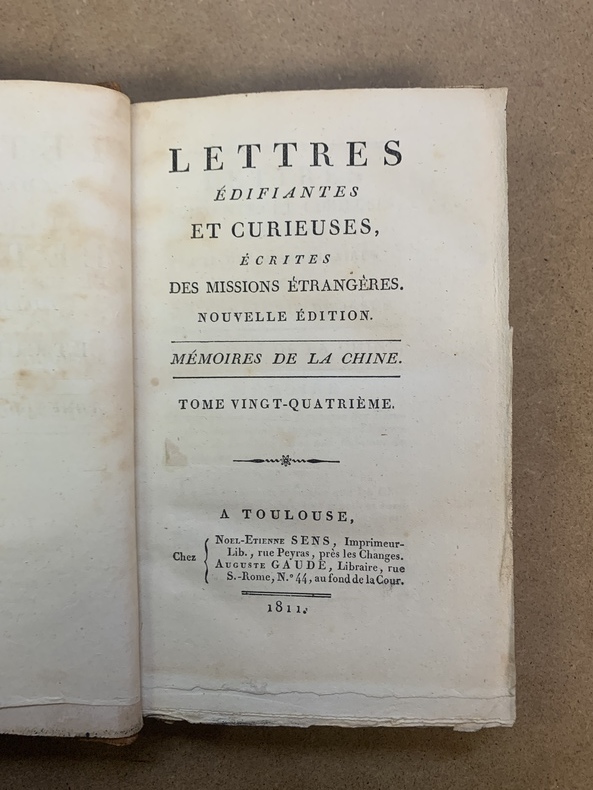 LETTRES
ÉDIFIANTES
ET CURIEUSES,
ÉCRITES
DES MISSIONS ÉTRANGÈRES.
NOUVELLE ÉDITION.
MÉMOIRES DE LA CHINE.
TOME VINGT-QUATRIÈME.
A TOULOUSE,
Chez { NOEL-ETIENNE SENS, Imprimeur-
Lib., rue Peyras, près les Changes.
AUGUSTE GAUDE, Libraire, rue
S.-Rome, N.º 44, au fond de la Cour.
1811.